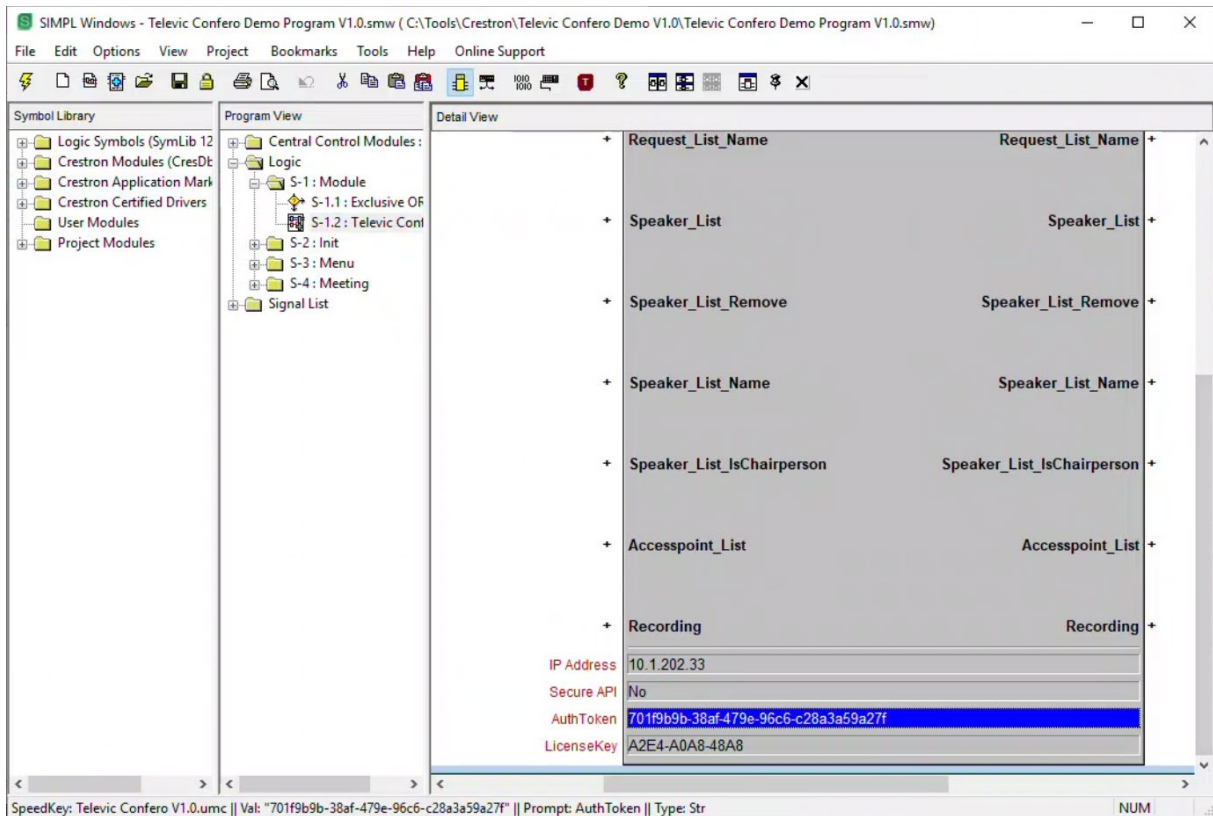 SIMPL Windows - Televic Confero Demo Program V1.0.smw ( C:\Tools\Crestron\Televic Confero Demo V1.0\Televic Confero Demo Program V1.0.smw)
File Edit Options View Project Bookmarks Tools Help Online Support
Symbol Library
Logic Symbols (SymLib 12
Crestron Modules (CresDb
Crestron Application Mark
Crestron Certified Drivers
User Modules
Project Modules
Program View
Central Control Modules :
Logic
S-1 : Module
S-1.1 : Exclusive OR
S-1.2 : Televic Conf
S-2 : Init
S-3 : Menu
S-4 : Meeting
Signal List
Detail View
Request_List_Name Request_List_Name
Speaker_List Speaker_List
Speaker_List_Remove Speaker_List_Remove
Speaker_List_Name Speaker_List_Name
Speaker_List_IsChairperson Speaker_List_IsChairperson
Accesspoint_List Accesspoint_List
Recording Recording
IP Address 10.1.202.33
Secure API No
AuthToken 701f9b9b-38af-479e-96c6-c28a3a59a27f
LicenseKey A2E4-A0A8-48A8
SpeedKey: Televic Confero V1.0.umc || Val: "701f9b9b-38af-479e-96c6-c28a3a59a27f" || Prompt: AuthToken || Type: Str
NUM